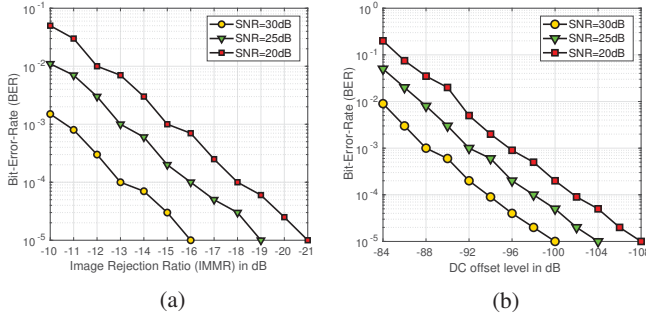 SNR=30dB
SNR=25dB
SNR=20dB
10^-1
10^-2
10^-3
10^-4
10^-5
Bit-Error-Rate (BER)
-10 -11 -12 -13 -14 -15 -16 -17 -18 -19 -20 -21
Image Rejection Ratio (IMMR) in dB
(a)
SNR=30dB
SNR=25dB
SNR=20dB
10^0
10^-1
10^-2
10^-3
10^-4
10^-5
Bit-Error-Rate (BER)
-84 -88 -92 -96 -100 -104 -108
DC offset level in dB
(b)